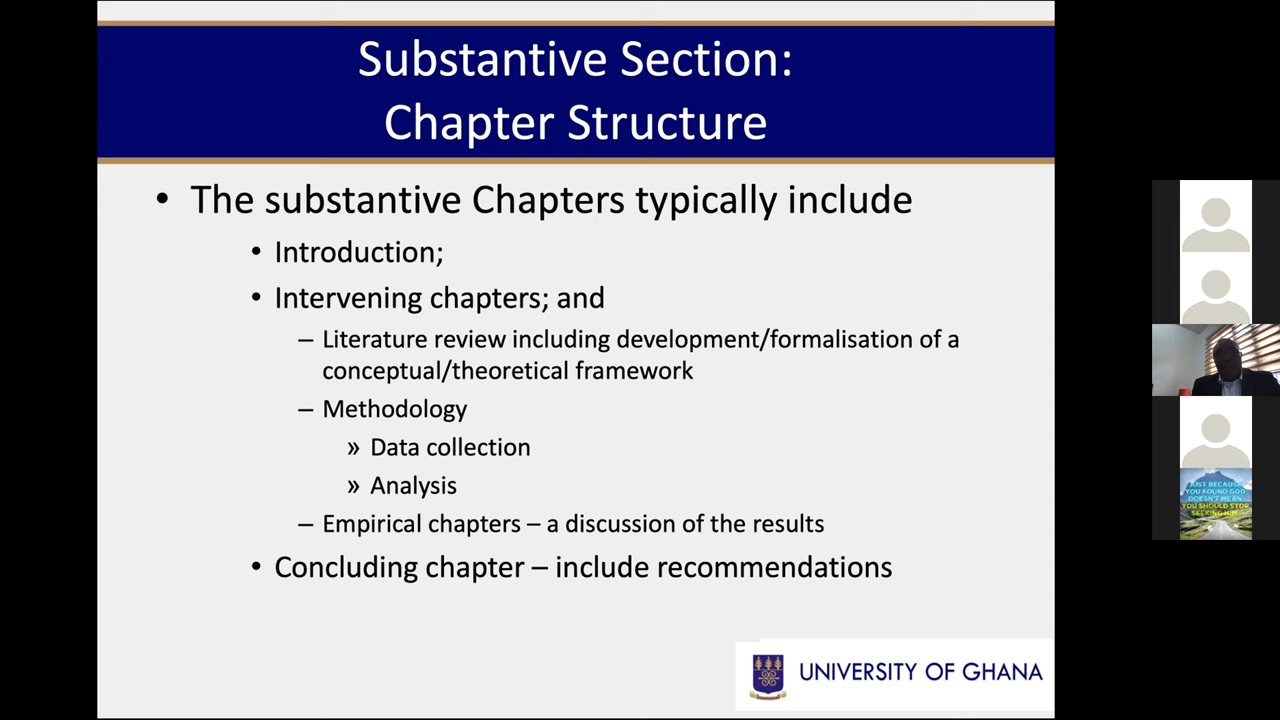 Substantive Section:
Chapter Structure
• The substantive Chapters typically include
• Introduction;
• Intervening chapters; and
– Literature review including development/formalisation of a
conceptual/theoretical framework
– Methodology
» Data collection
» Analysis
– Empirical chapters – a discussion of the results
• Concluding chapter – include recommendations
UNIVERSITY OF GHANA
JUST BECAUSE
YOU FOUND GOD
DOESN'T MEAN
YOU SHOULD STOP
SEEKING HIM